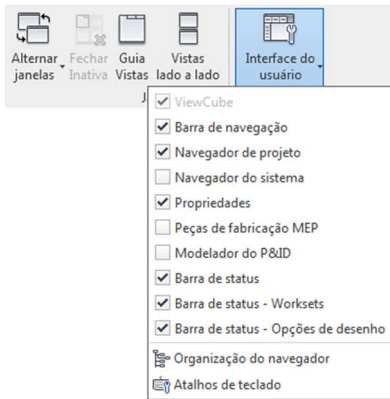 Alternar janelas
Fechar Inativa
Guia Vistas
Vistas lado a lado
Interface do usuário
J
ViewCube
Barra de navegação
Navegador de projeto
Navegador do sistema
Propriedades
Peças de fabricação MEP
Modelador do P&ID
Barra de status
Barra de status - Worksets
Barra de status - Opções de desenho
Organização do navegador
Atalhos de teclado